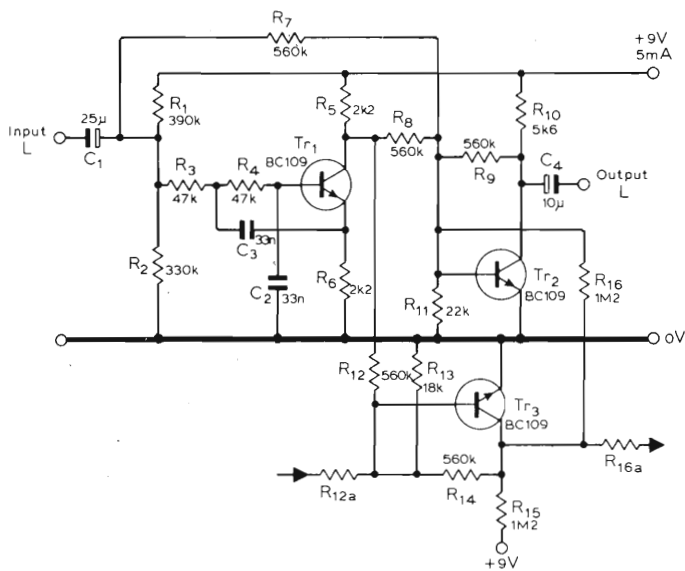 R7
560k
+9V
5mA
R1
390k
R5
2k2
R8
560k
R10
5k6
25μ
Input
L
C1
Tr1
BC109
560k
R9
C4
10μ
Output
L
R3
47k
R4
47k
C3
33n
R2
330k
C2
33n
R6
2k2
R11
22k
Tr2
BC109
R16
1M2
0V
R12
560k
R13
18k
Tr3
BC109
R12a
560k
R14
R16a
R15
1M2
+9V